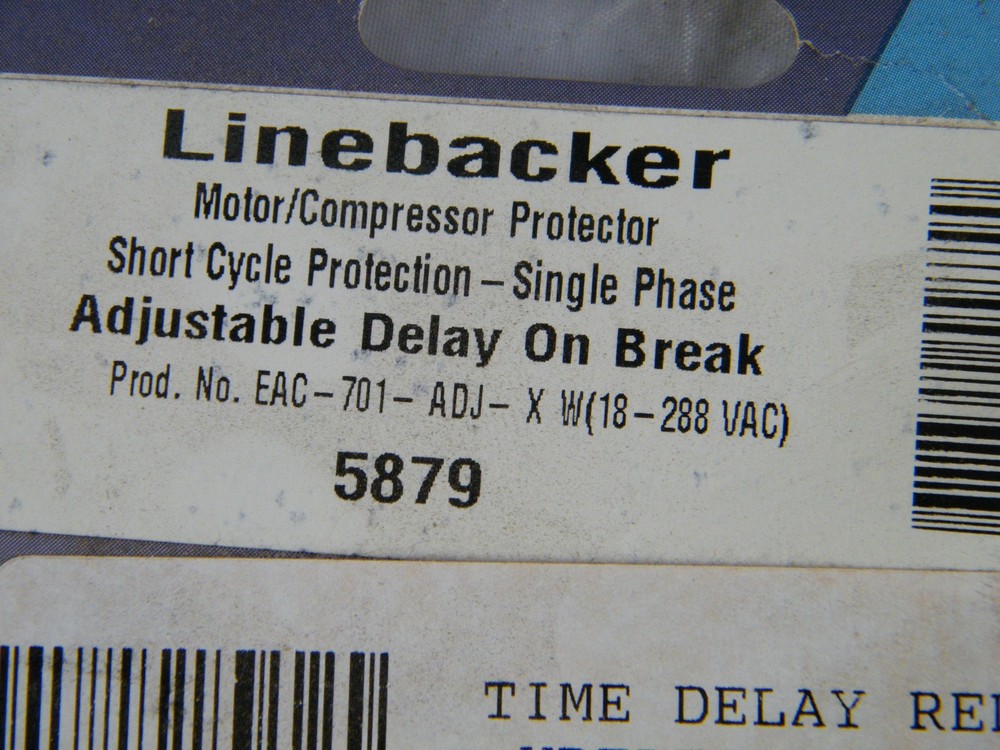 Linebacker
Motor/Compressor Protector
Short Cycle Protection – Single Phase
Adjustable Delay On Break
Prod. No. EAC – 701 – ADJ – X W(18 – 288 VAC)
5879
TIME DELAY